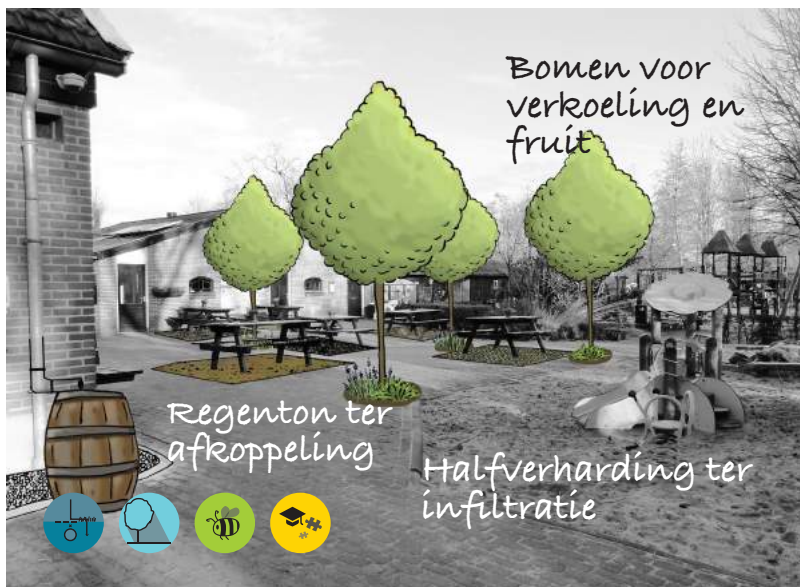 Bomen voor
verkoeling en
fruit
Regenton ter
afkoppeling
Halfverharding ter
infiltratie